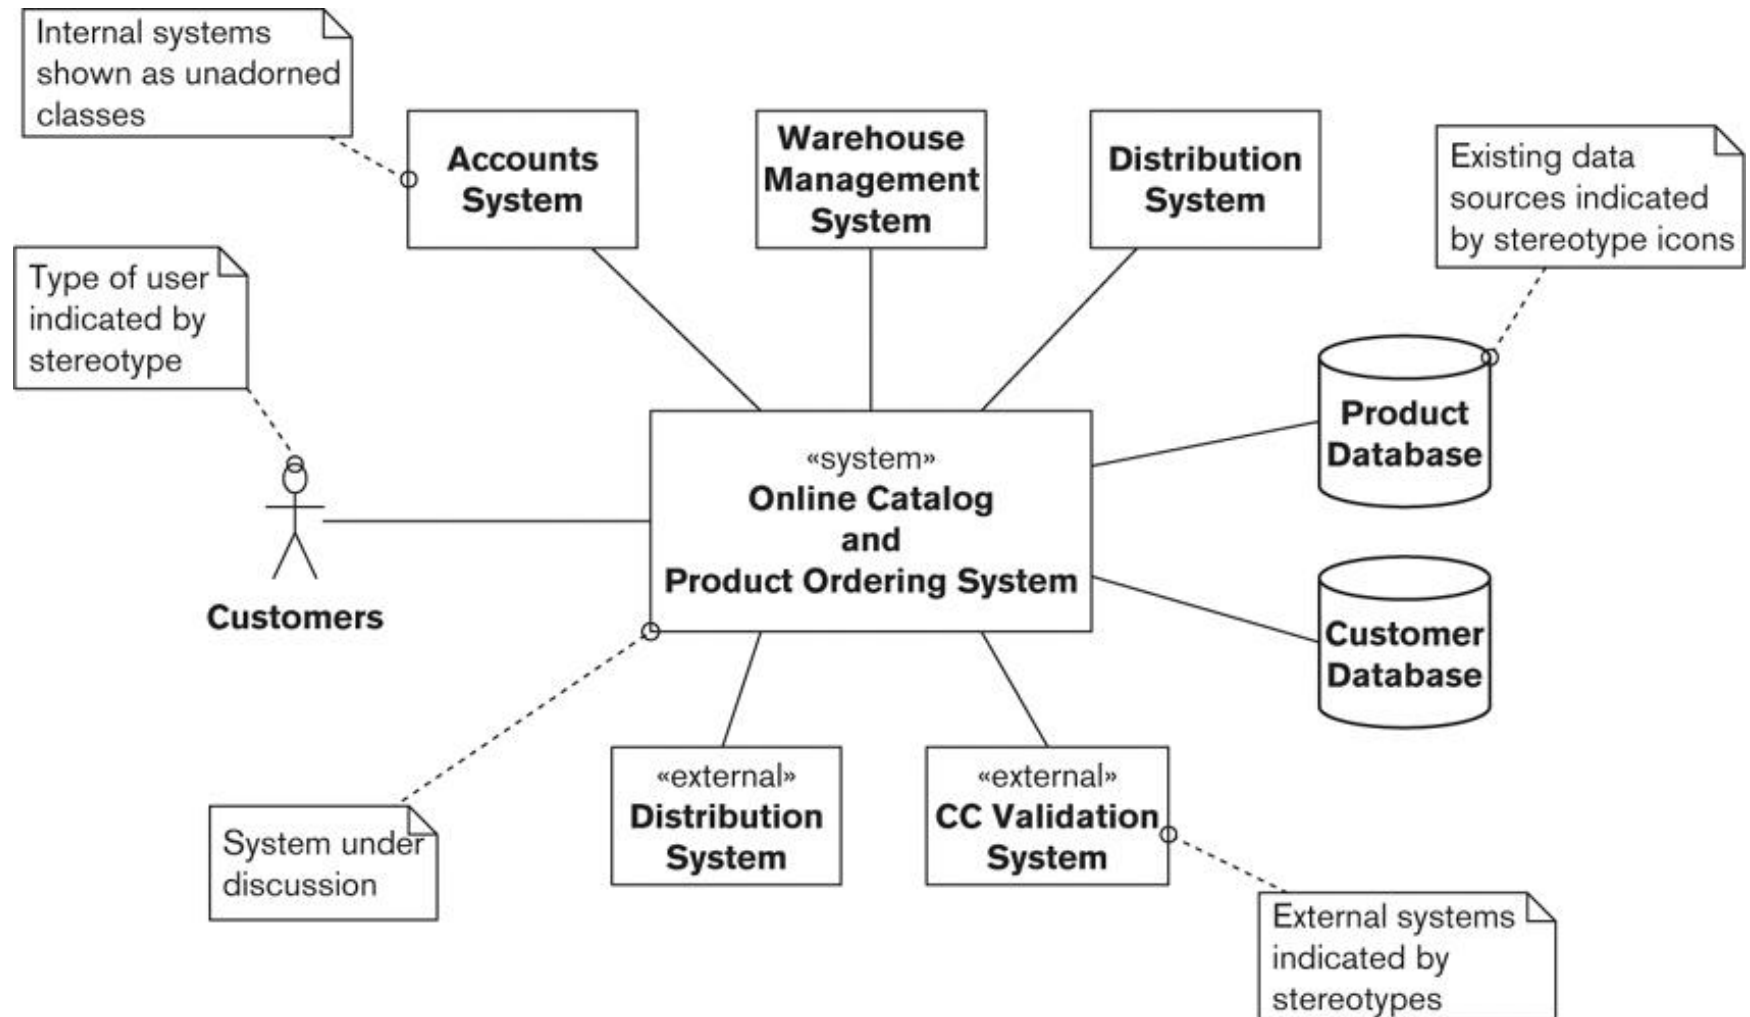 Internal systems
shown as unadorned
classes
Accounts
System
Warehouse
Management
System
Distribution
System
Existing data
sources indicated
by stereotype icons
Type of user
indicated by
stereotype
Product
Database
«system»
Online Catalog
and
Product Ordering System
Customers
Customer
Database
«external»
Distribution
System
«external»
CC Validation
System
System under
discussion
External systems
indicated by
stereotypes